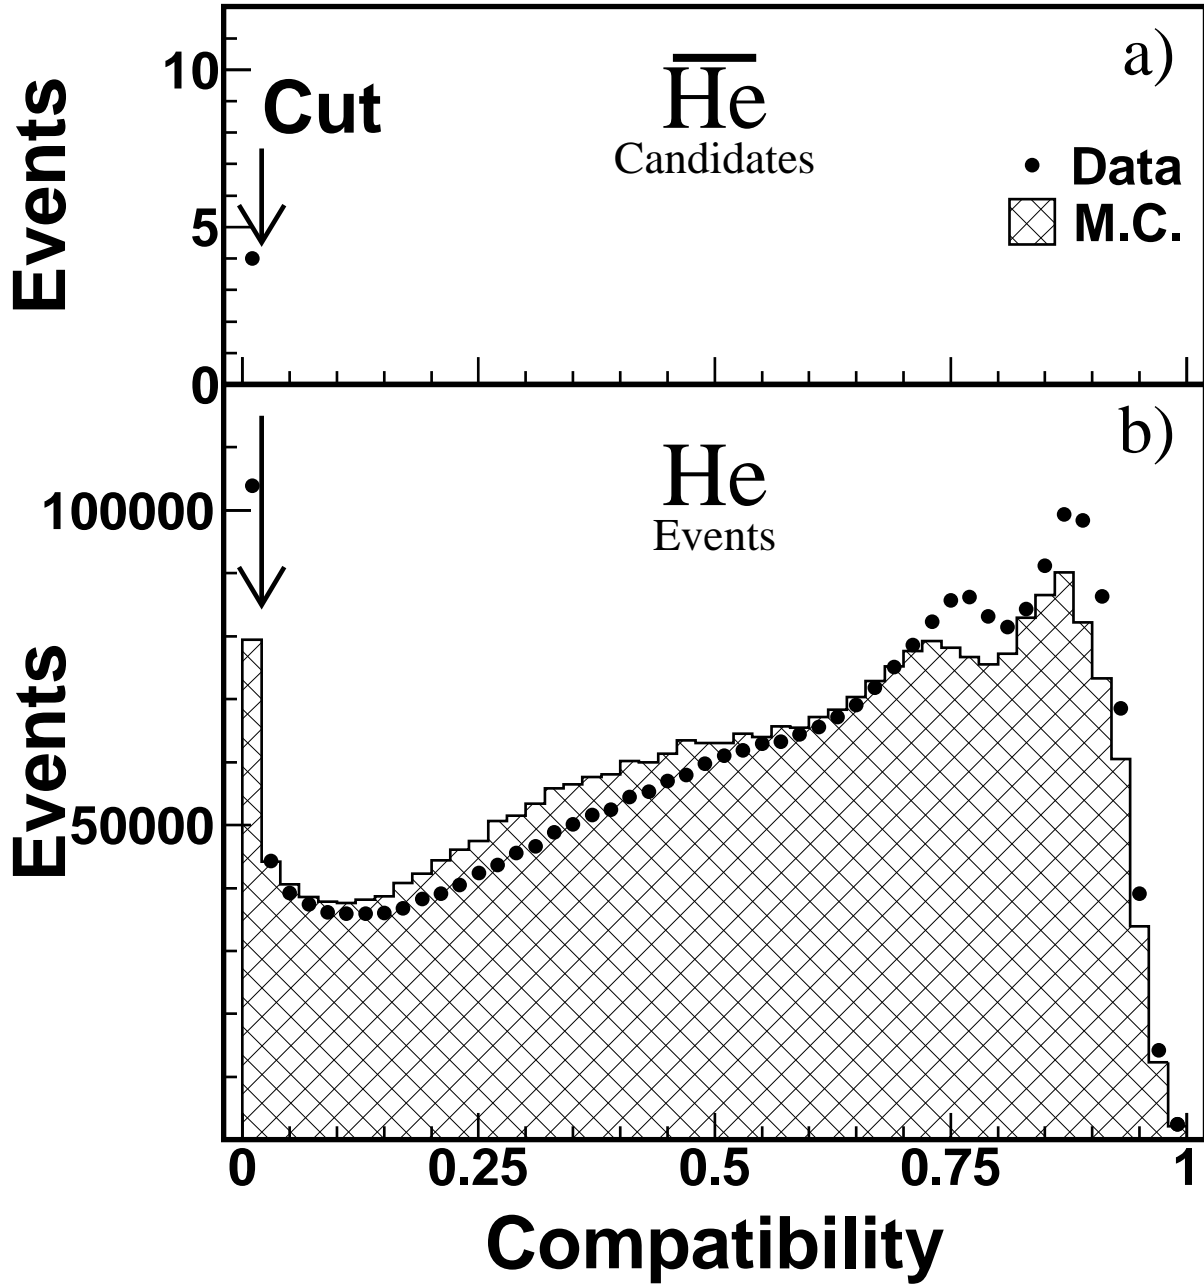 a)
10
Cut
H̅e̅
Candidates
Data
M.C.
5
Events
0
b)
He
Events
100000
50000
Events
0 0.25 0.5 0.75 1
Compatibility